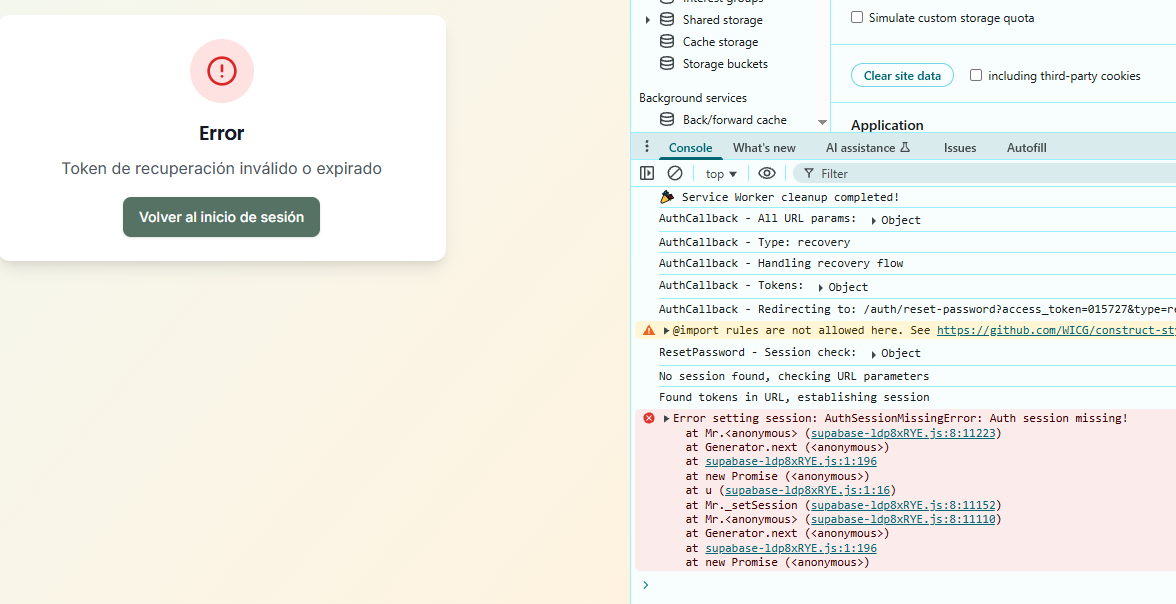 Error
Token de recuperación inválido o expirado
Volver al inicio de sesión
Interest groups
Shared storage
Cache storage
Storage buckets
Background services
Back/forward cache
Simulate custom storage quota
Clear site data
including third-party cookies
Application
Console What's new AI assistance Issues Autofill
top Filter
Service Worker cleanup completed!
AuthCallback - All URL params: Object
AuthCallback - Type: recovery
AuthCallback - Handling recovery flow
AuthCallback - Tokens: Object
AuthCallback - Redirecting to: /auth/reset-password?access_token=015727&type=re
@import rules are not allowed here. See https://github.com/WICG/construct-st
ResetPassword - Session check: Object
No session found, checking URL parameters
Found tokens in URL, establishing session
Error setting session: AuthSessionMissingError: Auth session missing!
at Mr.<anonymous> (supabase-ldp8xRYE.js:8:11223)
at Generator.next (<anonymous>)
at supabase-ldp8xRYE.js:1:196
at new Promise (<anonymous>)
at u (supabase-ldp8xRYE.js:1:16)
at Mr._setSession (supabase-ldp8xRYE.js:8:11152)
at Mr.<anonymous> (supabase-ldp8xRYE.js:8:11110)
at Generator.next (<anonymous>)
at supabase-ldp8xRYE.js:1:196
at new Promise (<anonymous>)